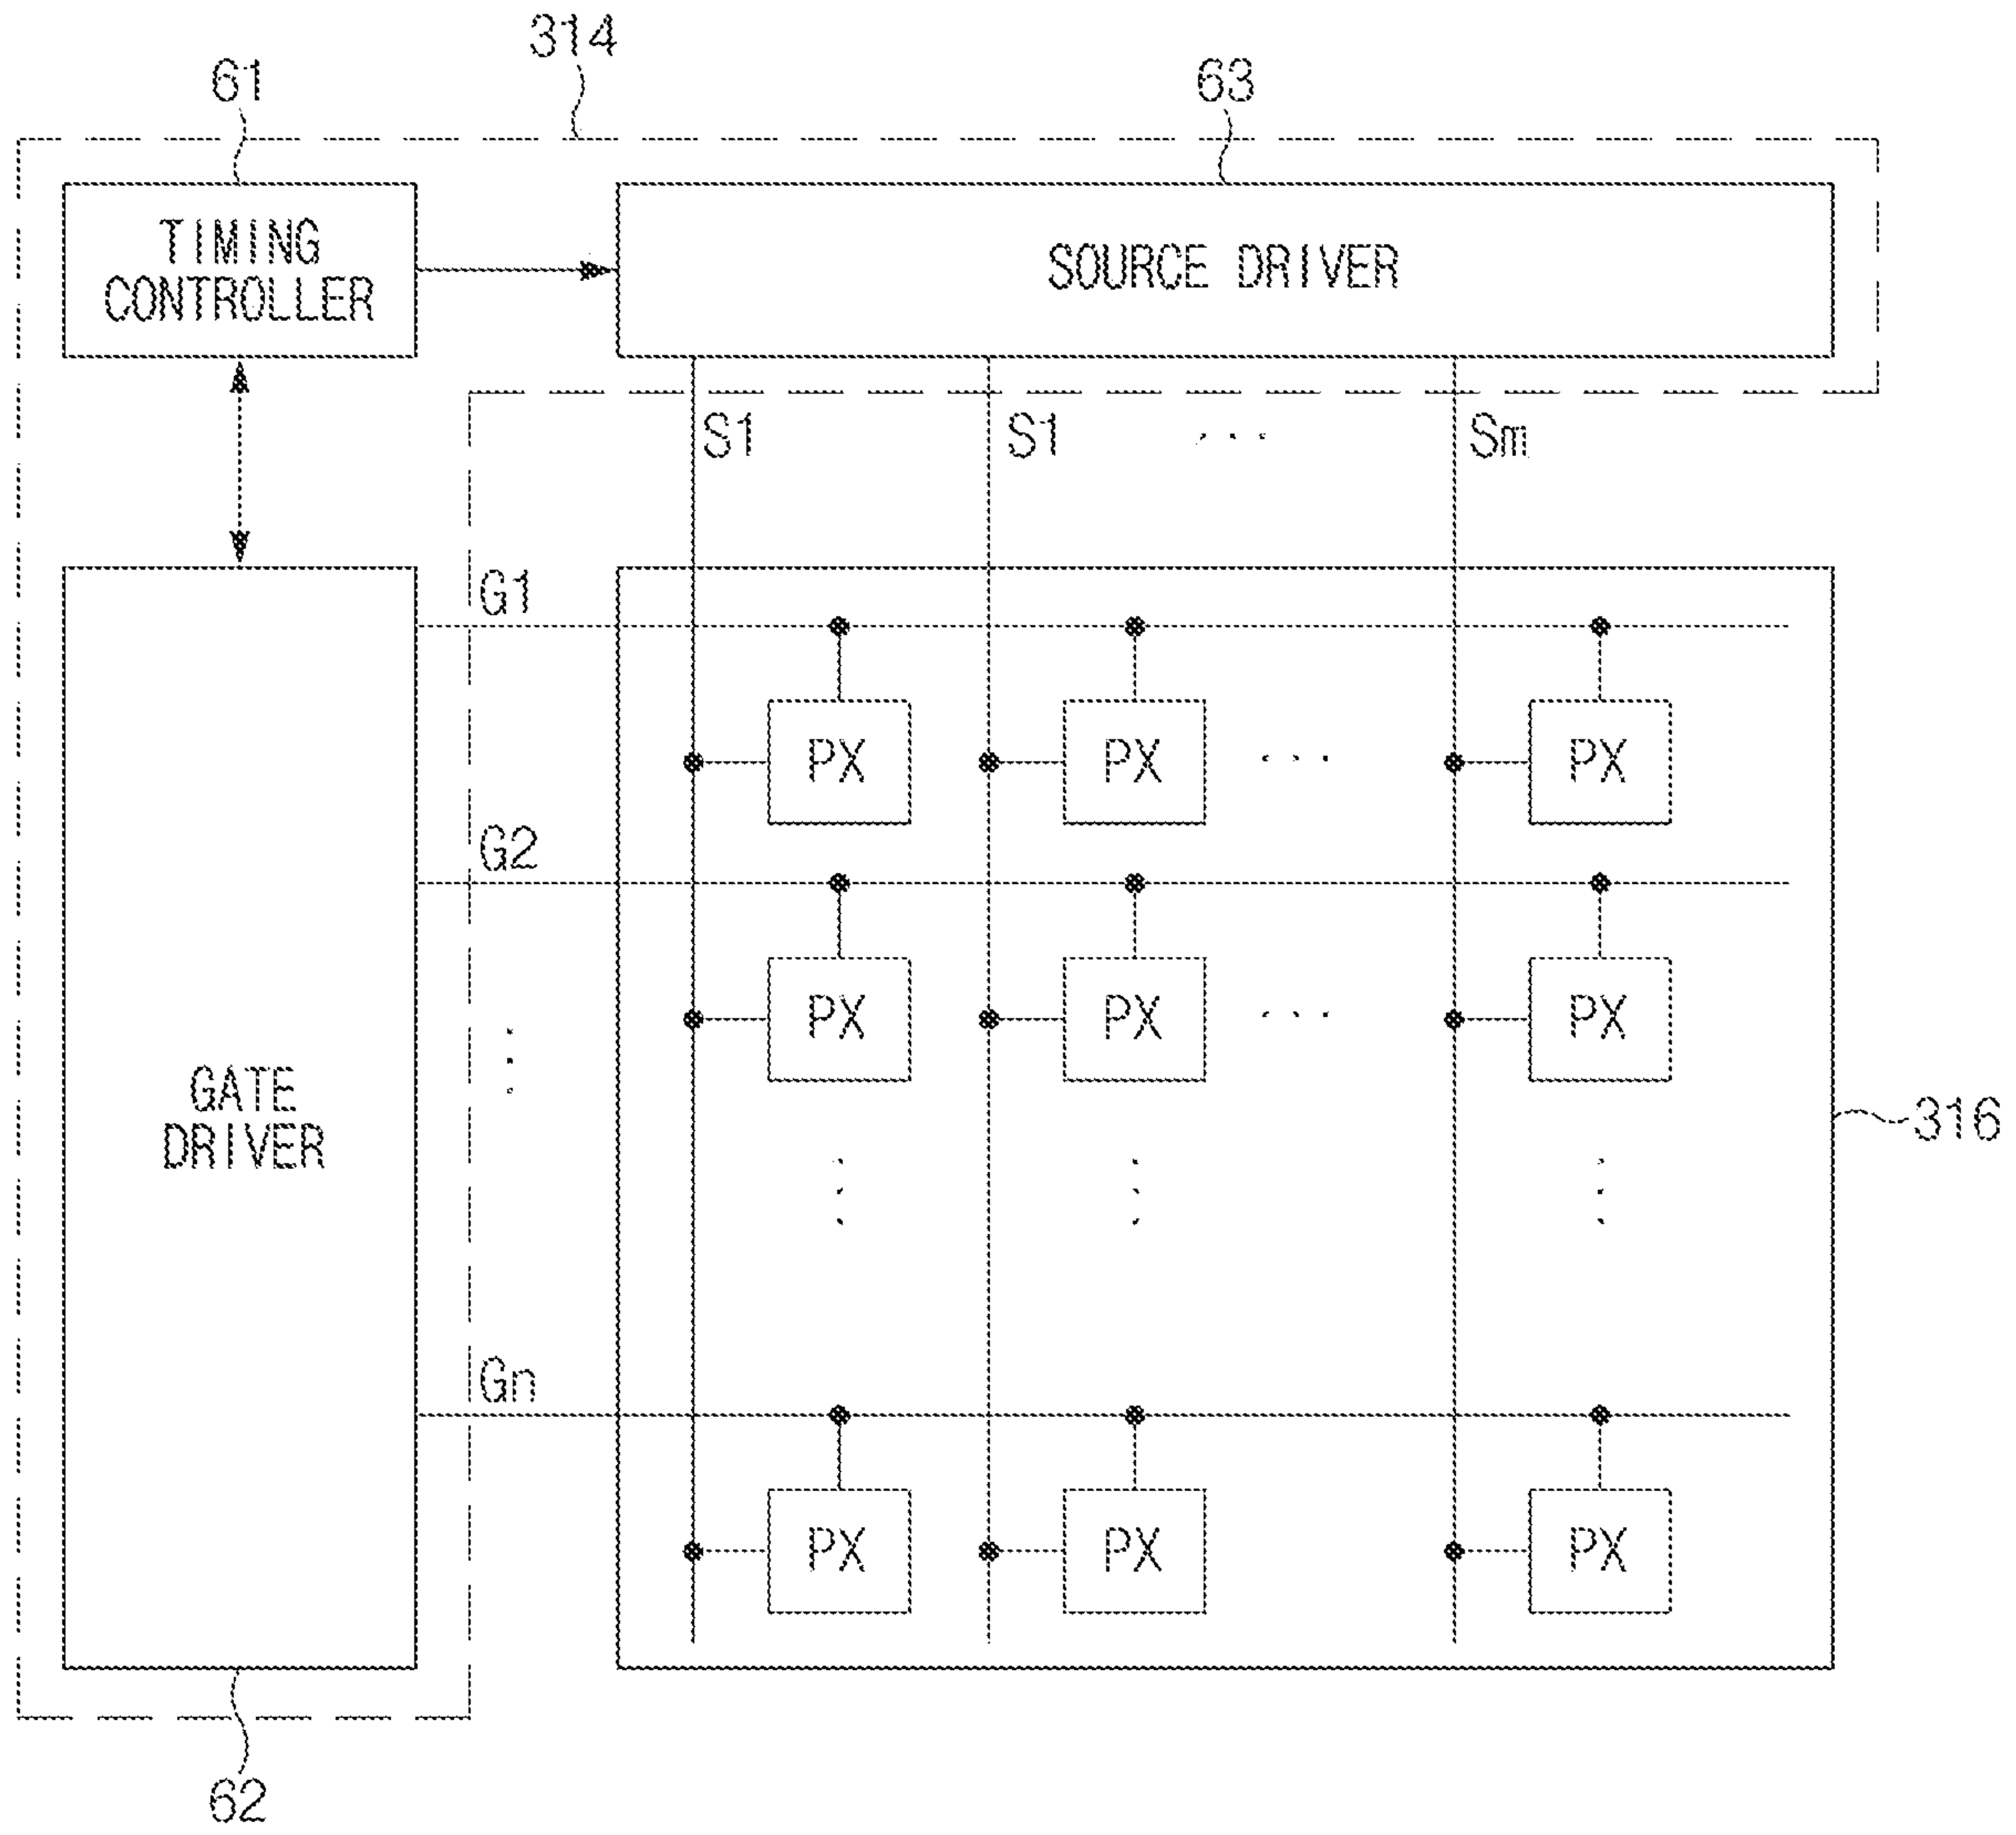 314
61
63
TIMING
CONTROLLER
SOURCE DRIVER
S1 S1 ... Sm
G1
PX PX ... PX
G2
PX PX ... PX
GATE
DRIVER
316
Gn
PX PX PX
62